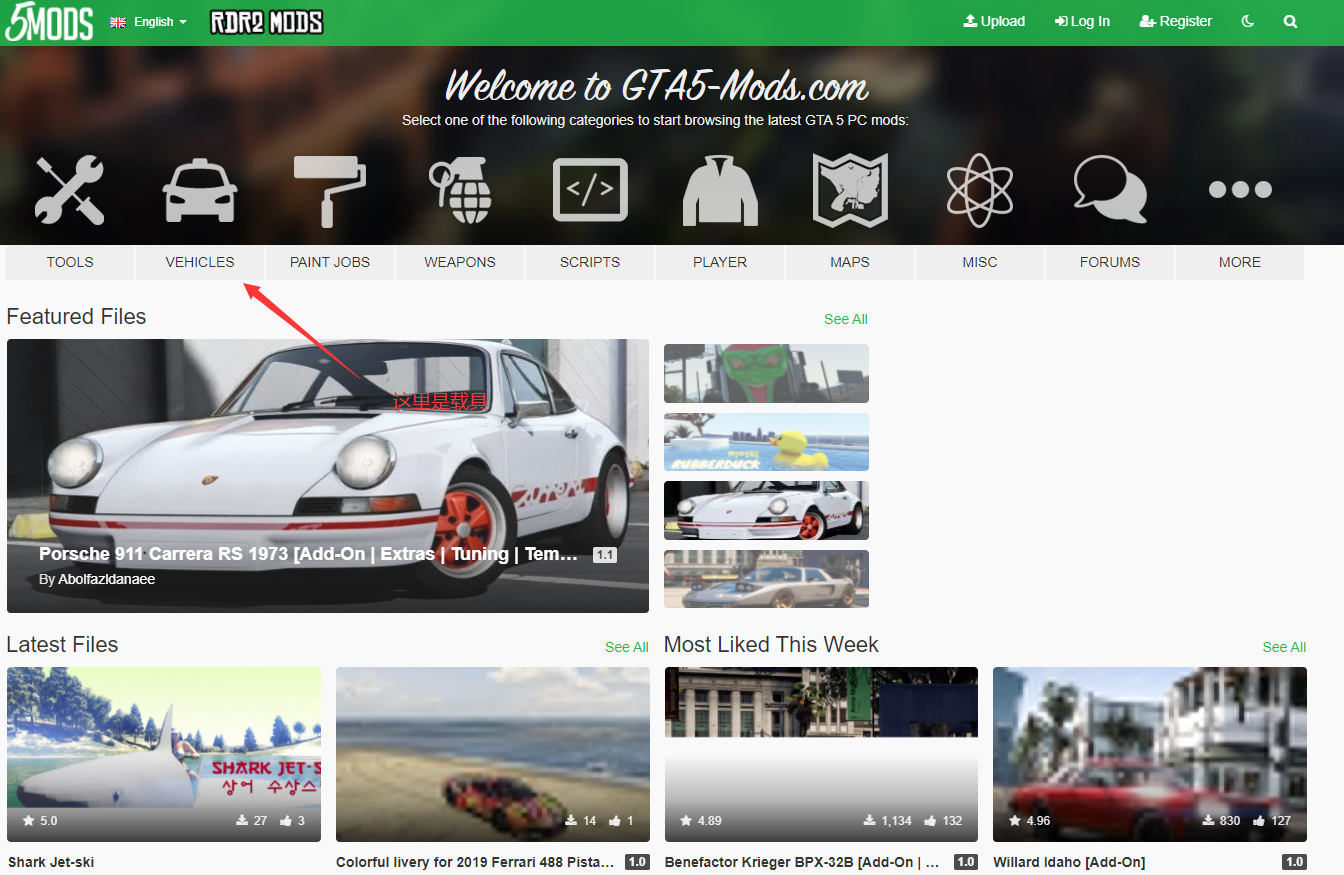 5MODS English RDR2 MODS Upload Log In Register
Welcome to GTA5-Mods.com
Select one of the following categories to start browsing the latest GTA 5 PC mods:
</>
TOOLS VEHICLES PAINT JOBS WEAPONS SCRIPTS PLAYER MAPS MISC FORUMS MORE
Featured Files See All
这里是载具
Carrera
Porsche 911 Carrera RS 1973 [Add-On | Extras | Tuning | Tem... 1.1
By Abolfazldanaee
RUBBERDUCK
Latest Files See All
Most Liked This Week See All
SHARK JET-S
상어 수상스
5.0 27 3
14 1
4.89 1,134 132
4.96 830 127
Shark Jet-ski
Colorful livery for 2019 Ferrari 488 Pista... 1.0
Benefactor Krieger BPX-32B [Add-On | ... 1.0
Willard Idaho [Add-On] 1.0